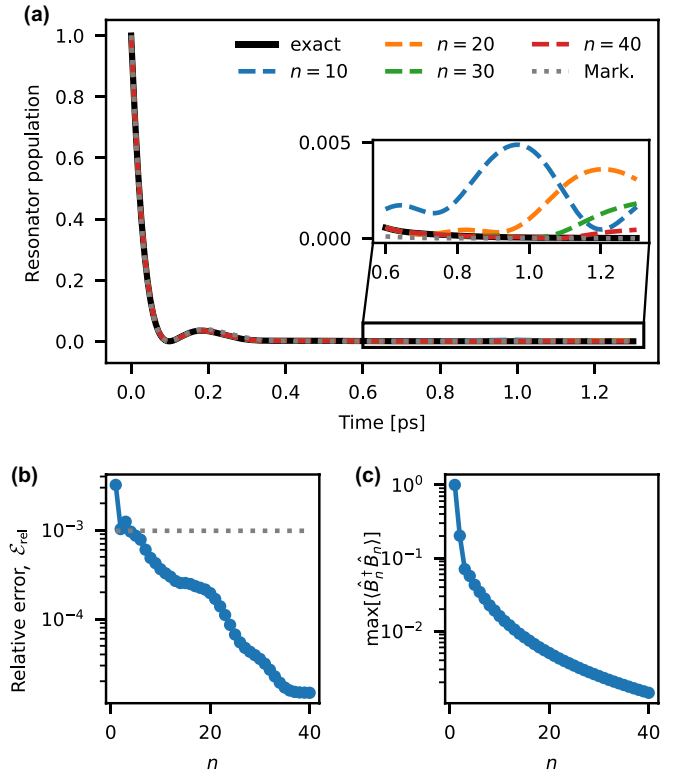 (a)
Resonator population
1.0
0.8
0.6
0.4
0.2
0.0
exact
n = 10
n = 20
n = 30
n = 40
Mark.
0.005
0.000
0.6 0.8 1.0 1.2
0.0 0.2 0.4 0.6 0.8 1.0 1.2
Time [ps]
(b)
Relative error, ℰrel
10⁻³
10⁻⁴
10⁻⁵
0 20 40
n
(c)
max[⟨B̂ₙ†B̂ₙ⟩]
10⁰
10⁻¹
10⁻²
0 20 40
n